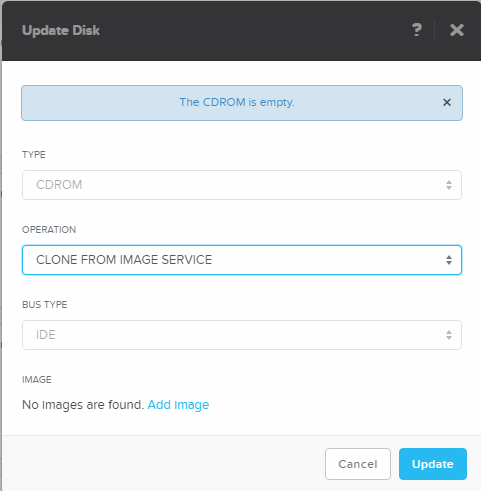 Update Disk
?
The CDROM is empty.
TYPE
CDROM
OPERATION
CLONE FROM IMAGE SERVICE
BUS TYPE
IDE
IMAGE
No images are found. Add image
Cancel
Update